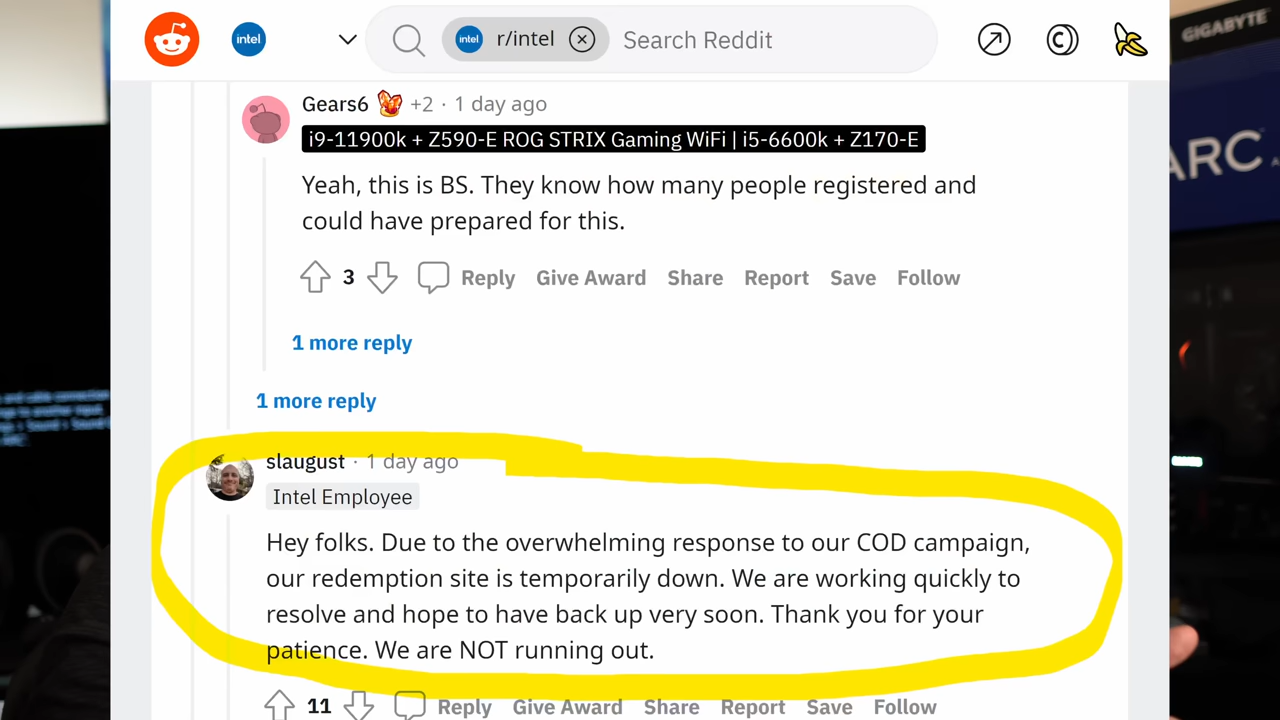 intel
intel r/intel Search Reddit
GIGABYTE
ARC
Gears6 +2 · 1 day ago
i9-11900k + Z590-E ROG STRIX Gaming WiFi | i5-6600k + Z170-E
Yeah, this is BS. They know how many people registered and
could have prepared for this.
3 Reply Give Award Share Report Save Follow
1 more reply
1 more reply
slaugust · 1 day ago
Intel Employee
Hey folks. Due to the overwhelming response to our COD campaign,
our redemption site is temporarily down. We are working quickly to
resolve and hope to have back up very soon. Thank you for your
patience. We are NOT running out.
11 Reply Give Award Share Report Save Follow